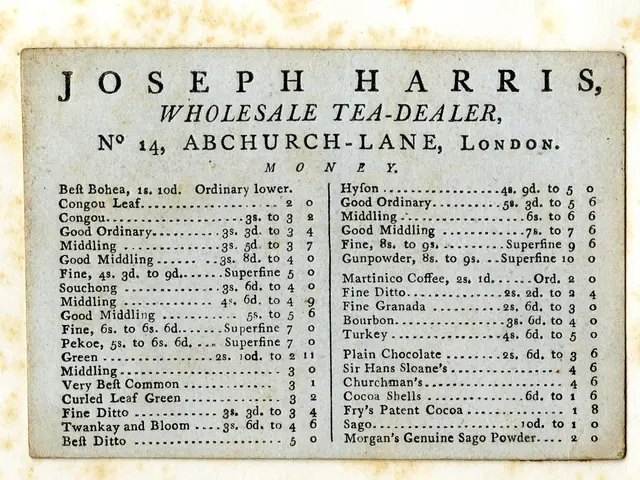 JOSEPH HARRIS,
WHOLESALE TEA-DEALER,
No 14, ABCHURCH-LANE, LONDON.
MONEY.
Beſt Bohea, 1s. 10d. Ordinary lower.
Congou Leaf........................ 2 0
Congou.....................3s. to 3 2
Good Ordinary..........3s. 3d. to 3 4
Middling ..............3s. 5d to 3 7
Good Middling ...... ..3s. 8d. to 4 0
Fine, 4s. 3d. to 9d......Superfine 5 0
Souchong ..............3s. 6d. to 4 0
Middling ..............4s, 6d. to 4 9
Good Middling .............5s. to 5 6
Fine, 6s. to 6s. 6d......Superfine 7 0
Pekoe, 5s. to 6s. 6d. ... Superfine 7 0
Green ................2s. 10d. to 2 11
Middling.......................... 3 0
Very Beſt Common ................. 3 1
Curled Leaf Green................. 3 2
Fine Ditto ............3s. 3d. to 3 4
Twankay and Bloom ....3s. 6d. to 4 6
Beſt Ditto ....................... 5 0
Hyſon .................4s. 9d. to 5 0
Good Ordinary..........5s. 3d. to 5 6
Middling ..................6s. to 6 6
Good Middling .............7s. to 7 6
Fine, 8s. to 9s. .......Superfine 9 6
Gunpowder, 8s. to 9s. ..Superfine 10 0
Martinico Coffee, 2s. 1d......Ord. 2 0
Fine Ditto.............2s. 2d. to 2 4
Fine Granada ..........2s. 6d. to 3 0
Bourbon................3s. 6d. to 4 0
Turkey ................4s. 6d. to 5 0
Plain Chocolate .......2s. 6d. to 3 6
Sir Hans Sloane's ................ 4 6
Churchman's....................... 4 6
Cocoa Shells ..............6d. to 1 6
Fry's Patent Cocoa ............... 1 8
Sago......................10d. to 1 0
Morgan's Genuine Sago Powder.... 2 0